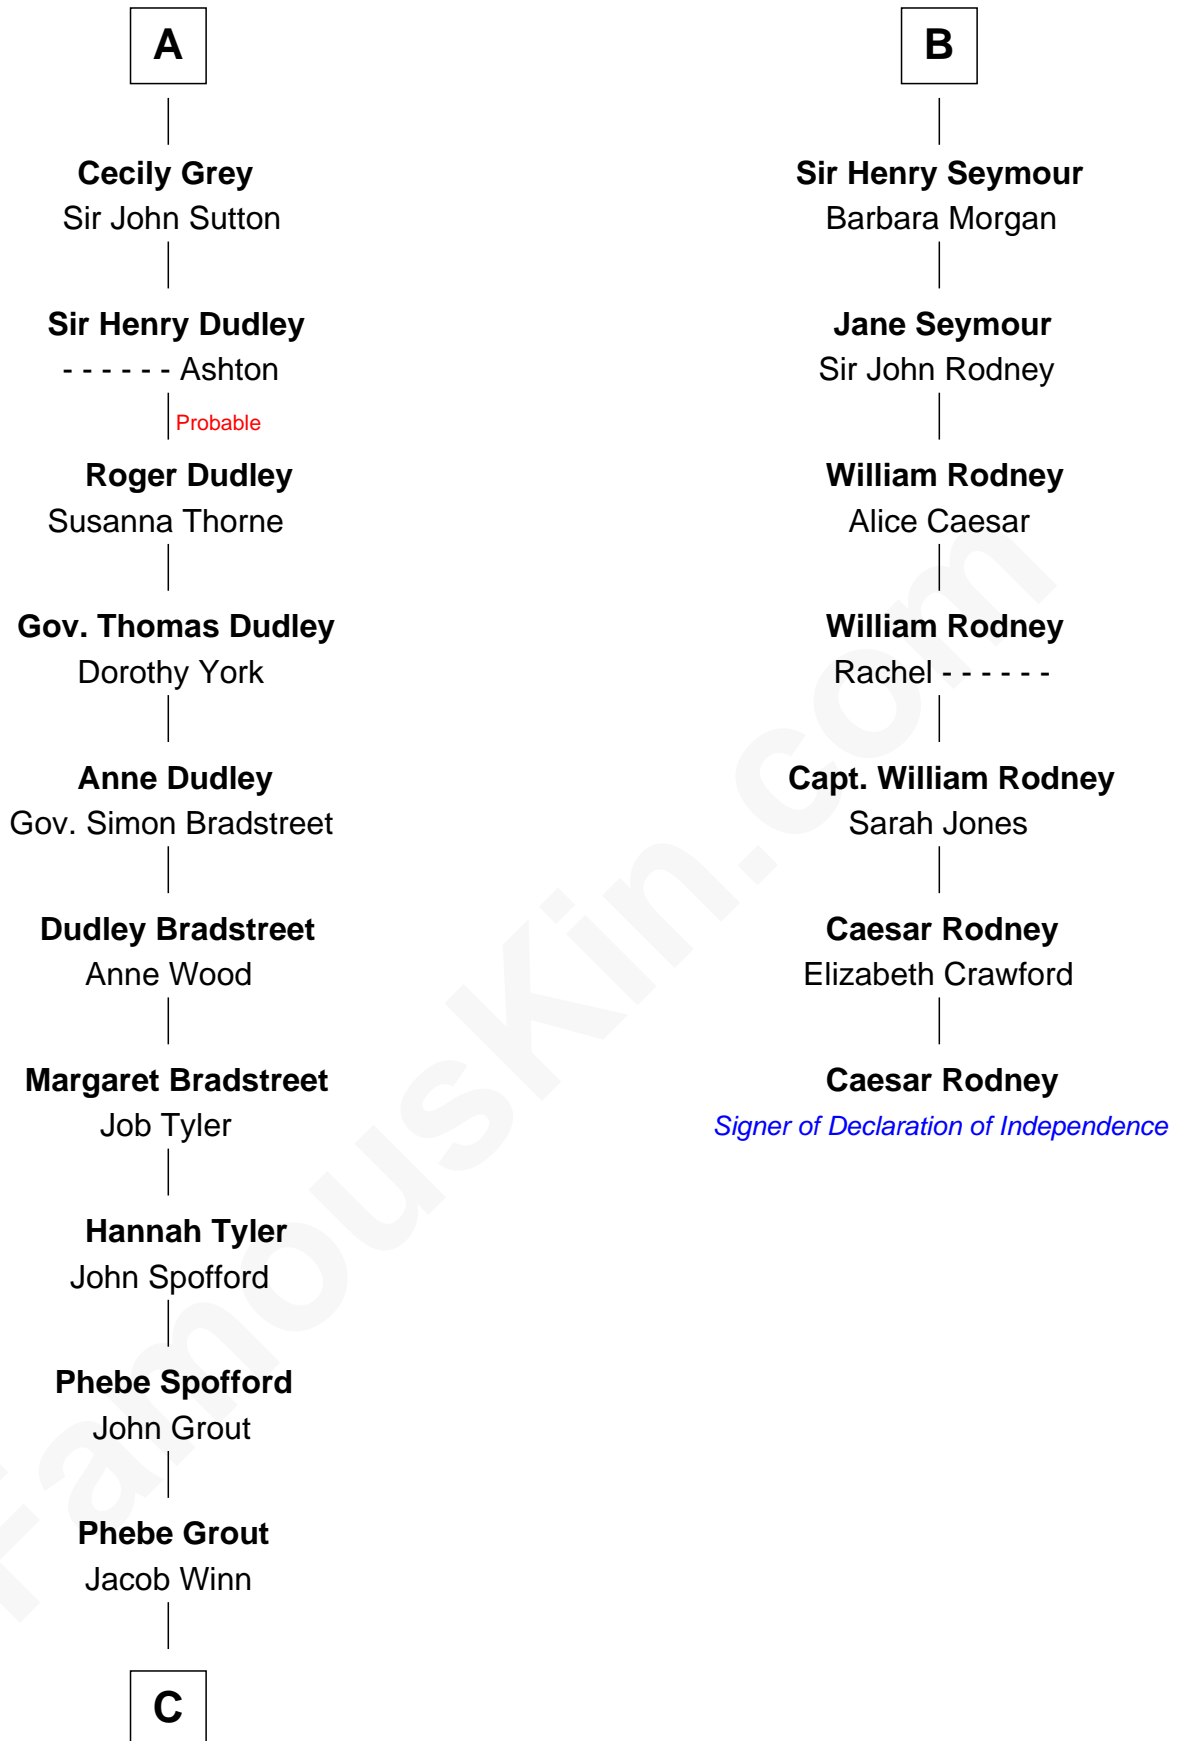 A
Cecily Grey
Sir John Sutton
Sir Henry Dudley
- - - - - - Ashton
Probable
Roger Dudley
Susanna Thorne
Gov. Thomas Dudley
Dorothy York
Anne Dudley
Gov. Simon Bradstreet
Dudley Bradstreet
Anne Wood
Margaret Bradstreet
Job Tyler
Hannah Tyler
John Spofford
Phebe Spofford
John Grout
Phebe Grout
Jacob Winn
C
B
Sir Henry Seymour
Barbara Morgan
Jane Seymour
Sir John Rodney
William Rodney
Alice Caesar
William Rodney
Rachel - - - - - -
Capt. William Rodney
Sarah Jones
Caesar Rodney
Elizabeth Crawford
Caesar Rodney
Signer of Declaration of Independence
FamousKin.com